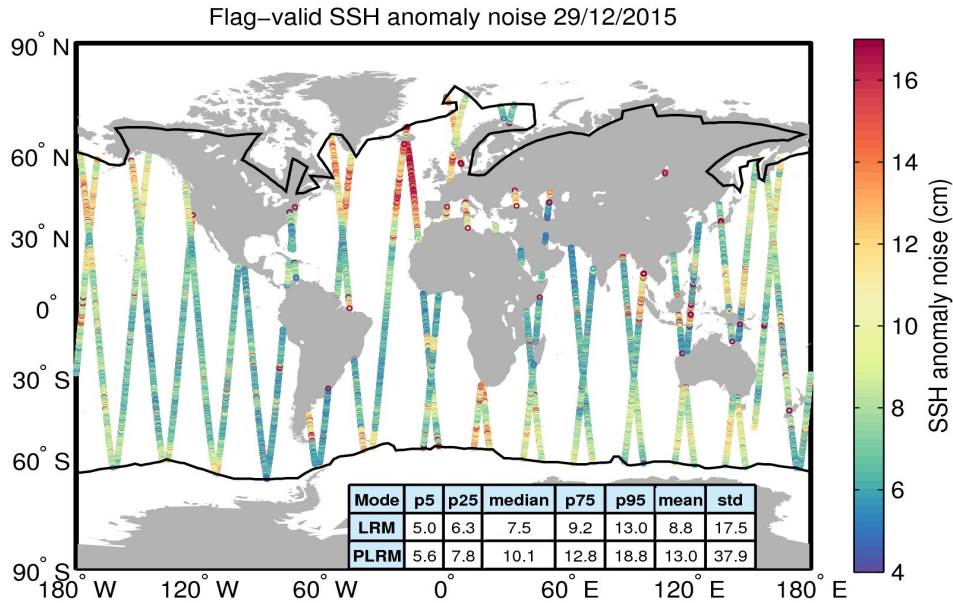 Flag-valid SSH anomaly noise 29/12/2015
90° N
60° N
30° N
0°
30° S
60° S
90° S
180° W
120° W
60° W
0°
60° E
120° E
180° E
16
14
12
10
8
6
4
SSH anomaly noise (cm)
Mode p5 p25 median p75 p95 mean std
LRM 5.0 6.3 7.5 9.2 13.0 8.8 17.5
PLRM 5.6 7.8 10.1 12.8 18.8 13.0 37.9